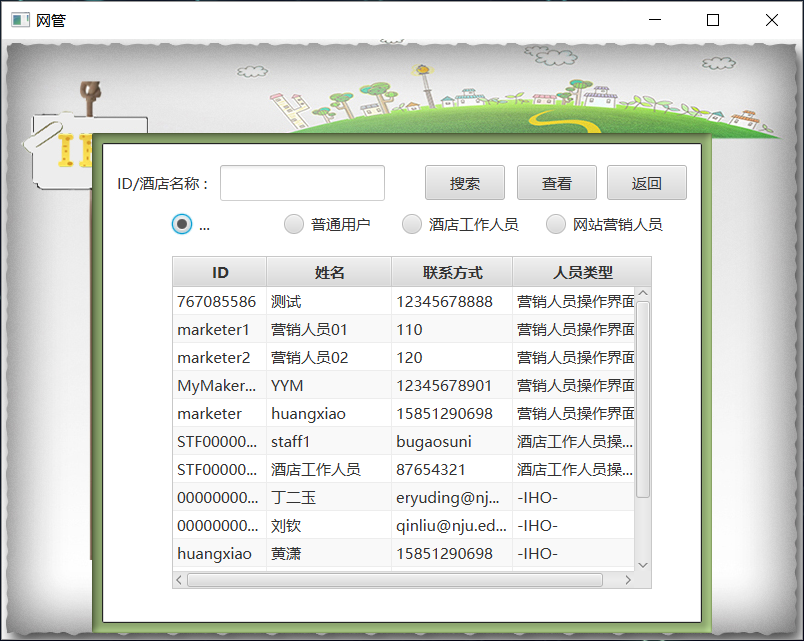 网管
ID/酒店名称： 搜索 查看 返回
... 普通用户 酒店工作人员 网站营销人员
ID 姓名 联系方式 人员类型
767085586 测试 12345678888 营销人员操作界面
marketer1 营销人员01 110 营销人员操作界面
marketer2 营销人员02 120 营销人员操作界面
MyMaker... YYM 12345678901 营销人员操作界面
marketer huangxiao 15851290698 营销人员操作界面
STF00000... staff1 bugaosuni 酒店工作人员操...
STF00000... 酒店工作人员 87654321 酒店工作人员操...
00000000... 丁二玉 eryuding@nj... -IHO-
00000000... 刘钦 qinliu@nju.ed... -IHO-
huangxiao 黄潇 15851290698 -IHO-